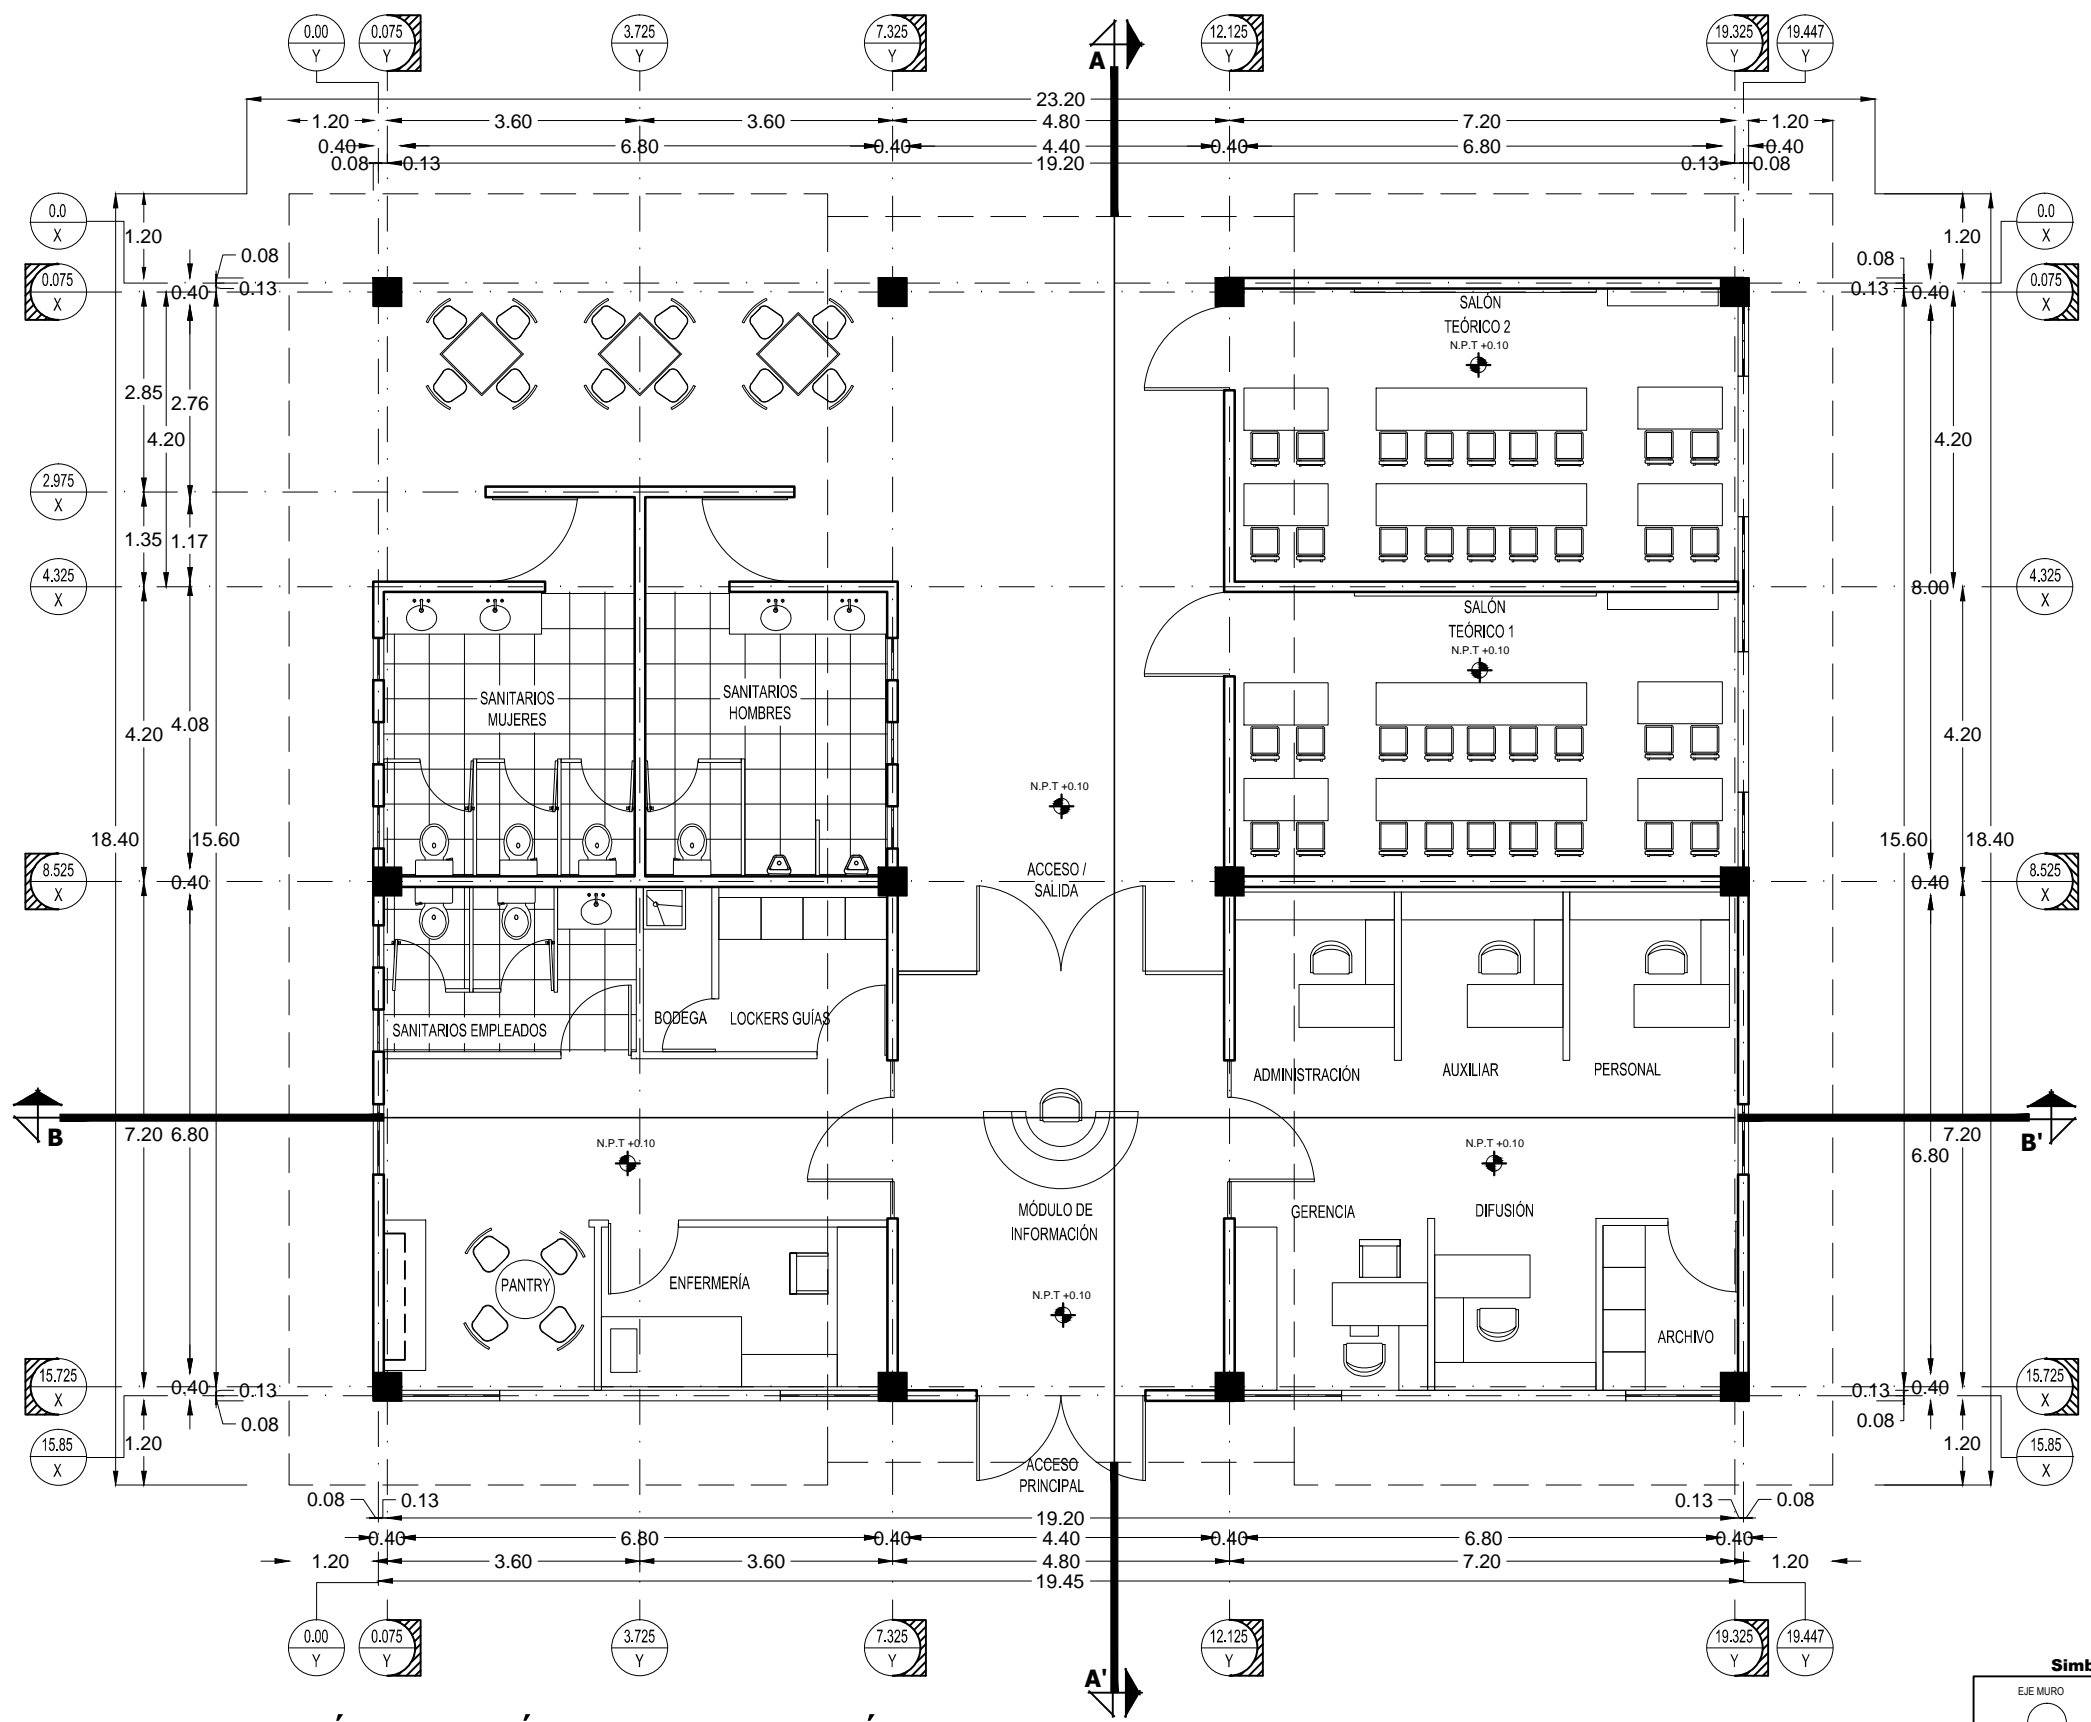 0.00
Y
0.075
Y
3.725
Y
7.325
Y
A
12.125
Y
19.325
Y
19.447
Y
23.20
1.20
3.60
3.60
4.80
7.20
1.20
0.40
6.80
0.40
4.40
0.40
6.80
0.40
0.08
0.13
19.20
0.13
0.08
0.0
X
1.20
0.08
0.075
X
0.40
0.13
2.85
2.76
4.20
2.975
X
1.35
1.17
4.325
X
4.20
4.08
18.40
15.60
8.525
X
0.40
B
7.20
6.80
15.725
X
0.40
0.13
0.08
1.20
15.85
X
SALÓN
TEÓRICO 2
N.P.T +0.10
SALÓN
TEÓRICO 1
N.P.T +0.10
SANITARIOS
MUJERES
SANITARIOS
HOMBRES
N.P.T +0.10
ACCESO /
SALIDA
SANITARIOS EMPLEADOS
BODEGA
LOCKERS GUÍAS
ADMINISTRACIÓN
AUXILIAR
PERSONAL
N.P.T +0.10
N.P.T +0.10
MÓDULO DE
INFORMACIÓN
GERENCIA
DIFUSIÓN
PANTRY
ENFERMERÍA
N.P.T +0.10
ARCHIVO
ACCESO
PRINCIPAL
0.0
X
1.20
0.08
0.13
0.40
0.075
X
4.20
8.00
4.325
X
4.20
15.60
18.40
0.40
8.525
X
7.20
6.80
B'
0.13
0.40
0.08
15.725
X
1.20
15.85
X
0.08
0.13
19.20
0.13
0.08
0.40
6.80
0.40
4.40
0.40
6.80
0.40
1.20
3.60
3.60
4.80
7.20
1.20
19.45
0.00
Y
0.075
Y
3.725
Y
7.325
Y
A'
12.125
Y
19.325
Y
19.447
Y
Simb
EJE MURO